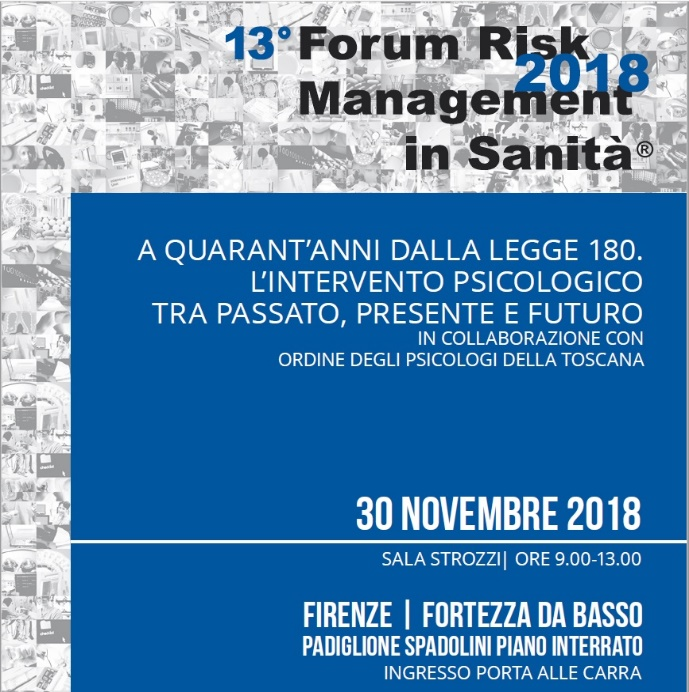 13° Forum Risk
2018
Management
in Sanità®
A QUARANT'ANNI DALLA LEGGE 180.
L'INTERVENTO PSICOLOGICO
TRA PASSATO, PRESENTE E FUTURO
IN COLLABORAZIONE CON
ORDINE DEGLI PSICOLOGI DELLA TOSCANA
30 NOVEMBRE 2018
SALA STROZZI| ORE 9.00-13.00
FIRENZE | FORTEZZA DA BASSO
PADIGLIONE SPADOLINI PIANO INTERRATO
INGRESSO PORTA ALLE CARRA